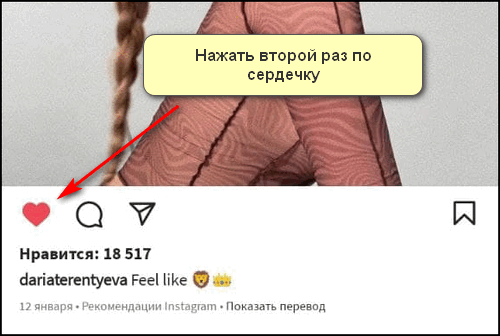 Нажать второй раз по
сердечку
Нравится: 18 517
dariaterentyeva Feel like 🦁👑
12 января • Рекомендации Instagram • Показать перевод